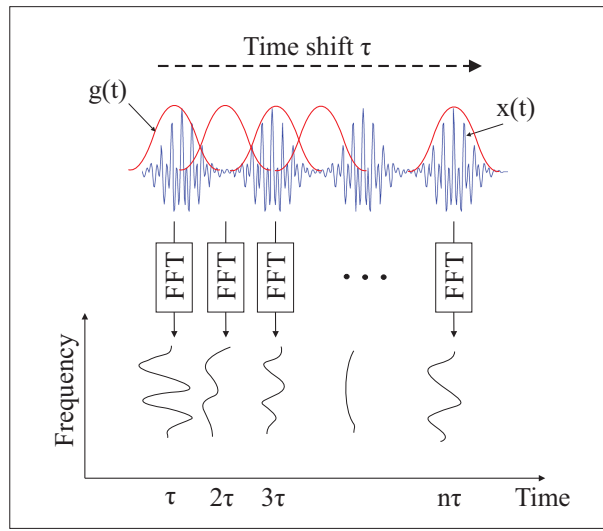 Time shift τ
g(t)
x(t)
FFT FFT FFT • • • FFT
Frequency
τ 2τ 3τ nτ Time